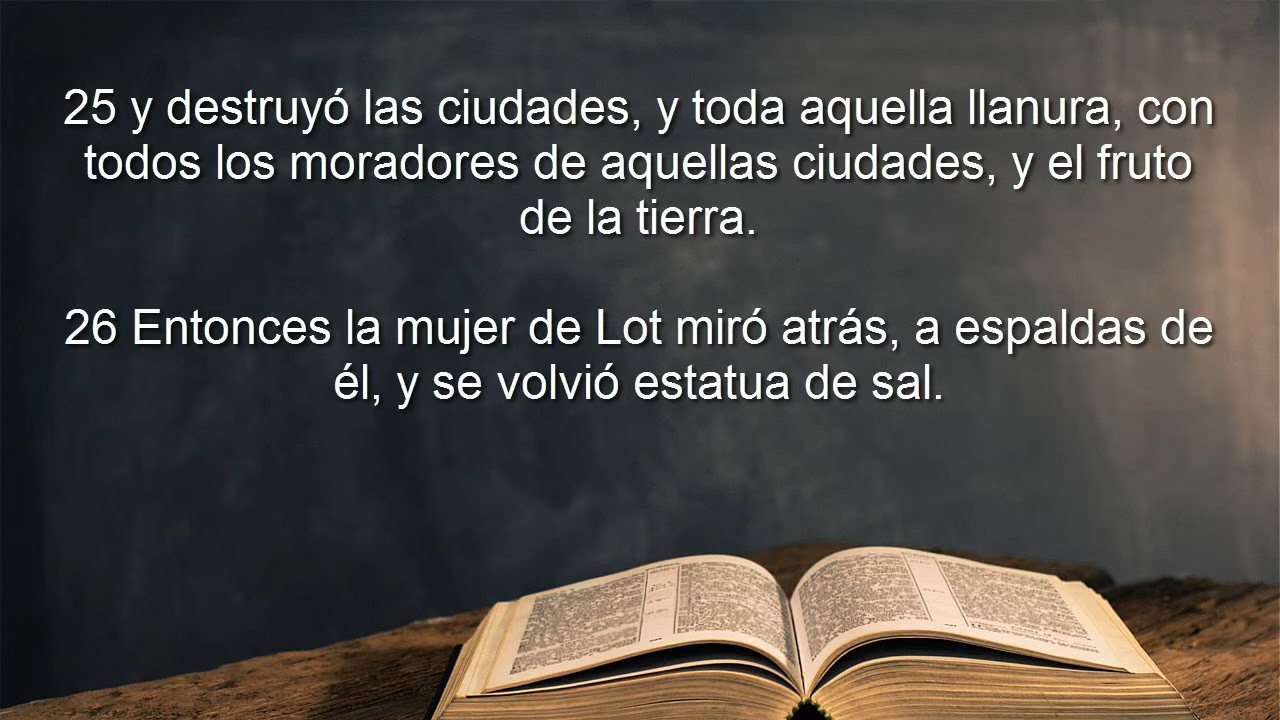 25 y destruyó las ciudades, y toda aquella llanura, con
todos los moradores de aquellas ciudades, y el fruto
de la tierra.
26 Entonces la mujer de Lot miró atrás, a espaldas de
él, y se volvió estatua de sal.